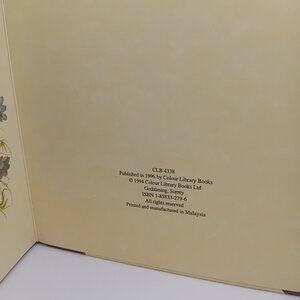 CLB 4338
Published in 1996 by Colour Library Books
© 1994 Colour Library Books Ltd
Godalming, Surrey
ISBN 1-85833-279-6
All rights reserved
Printed and manufactured in Malaysia